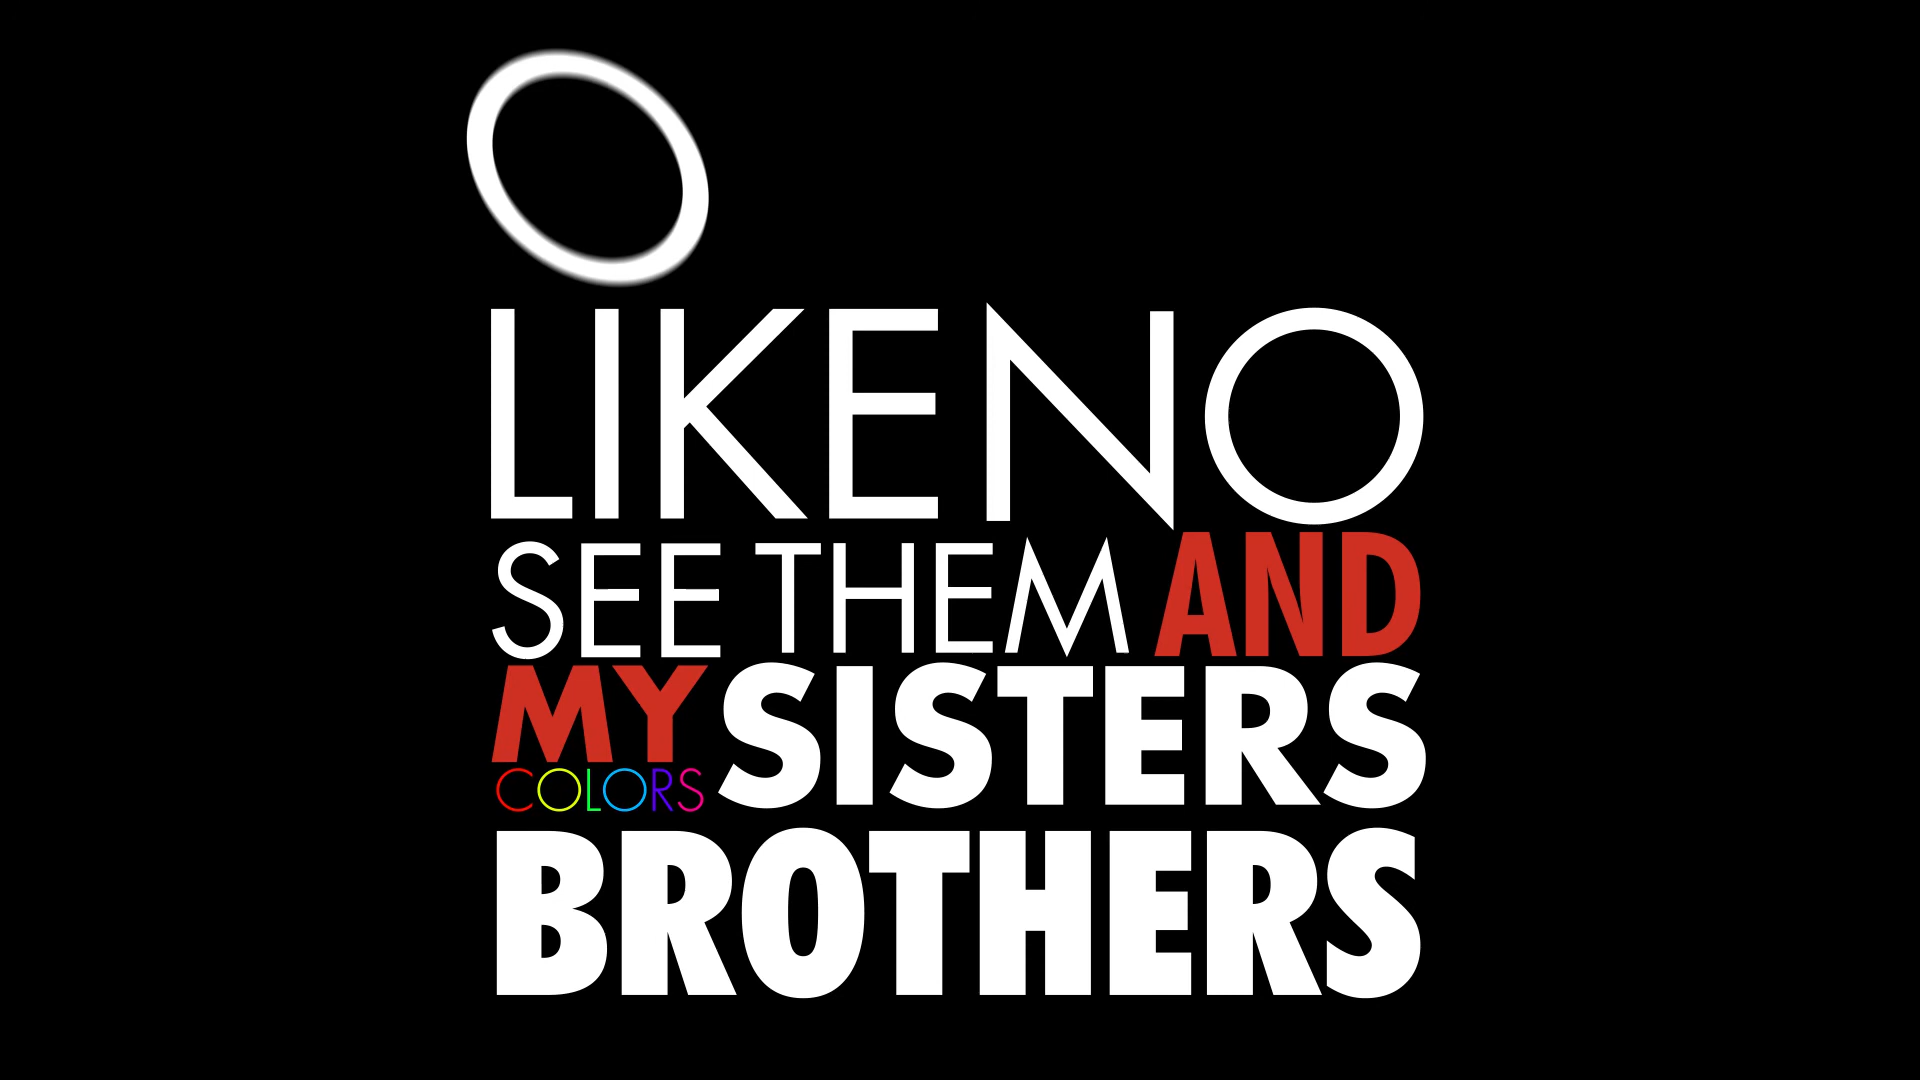 O
LIKE NO
SEE THEM AND
MY SISTERS
COLORS
BROTHERS